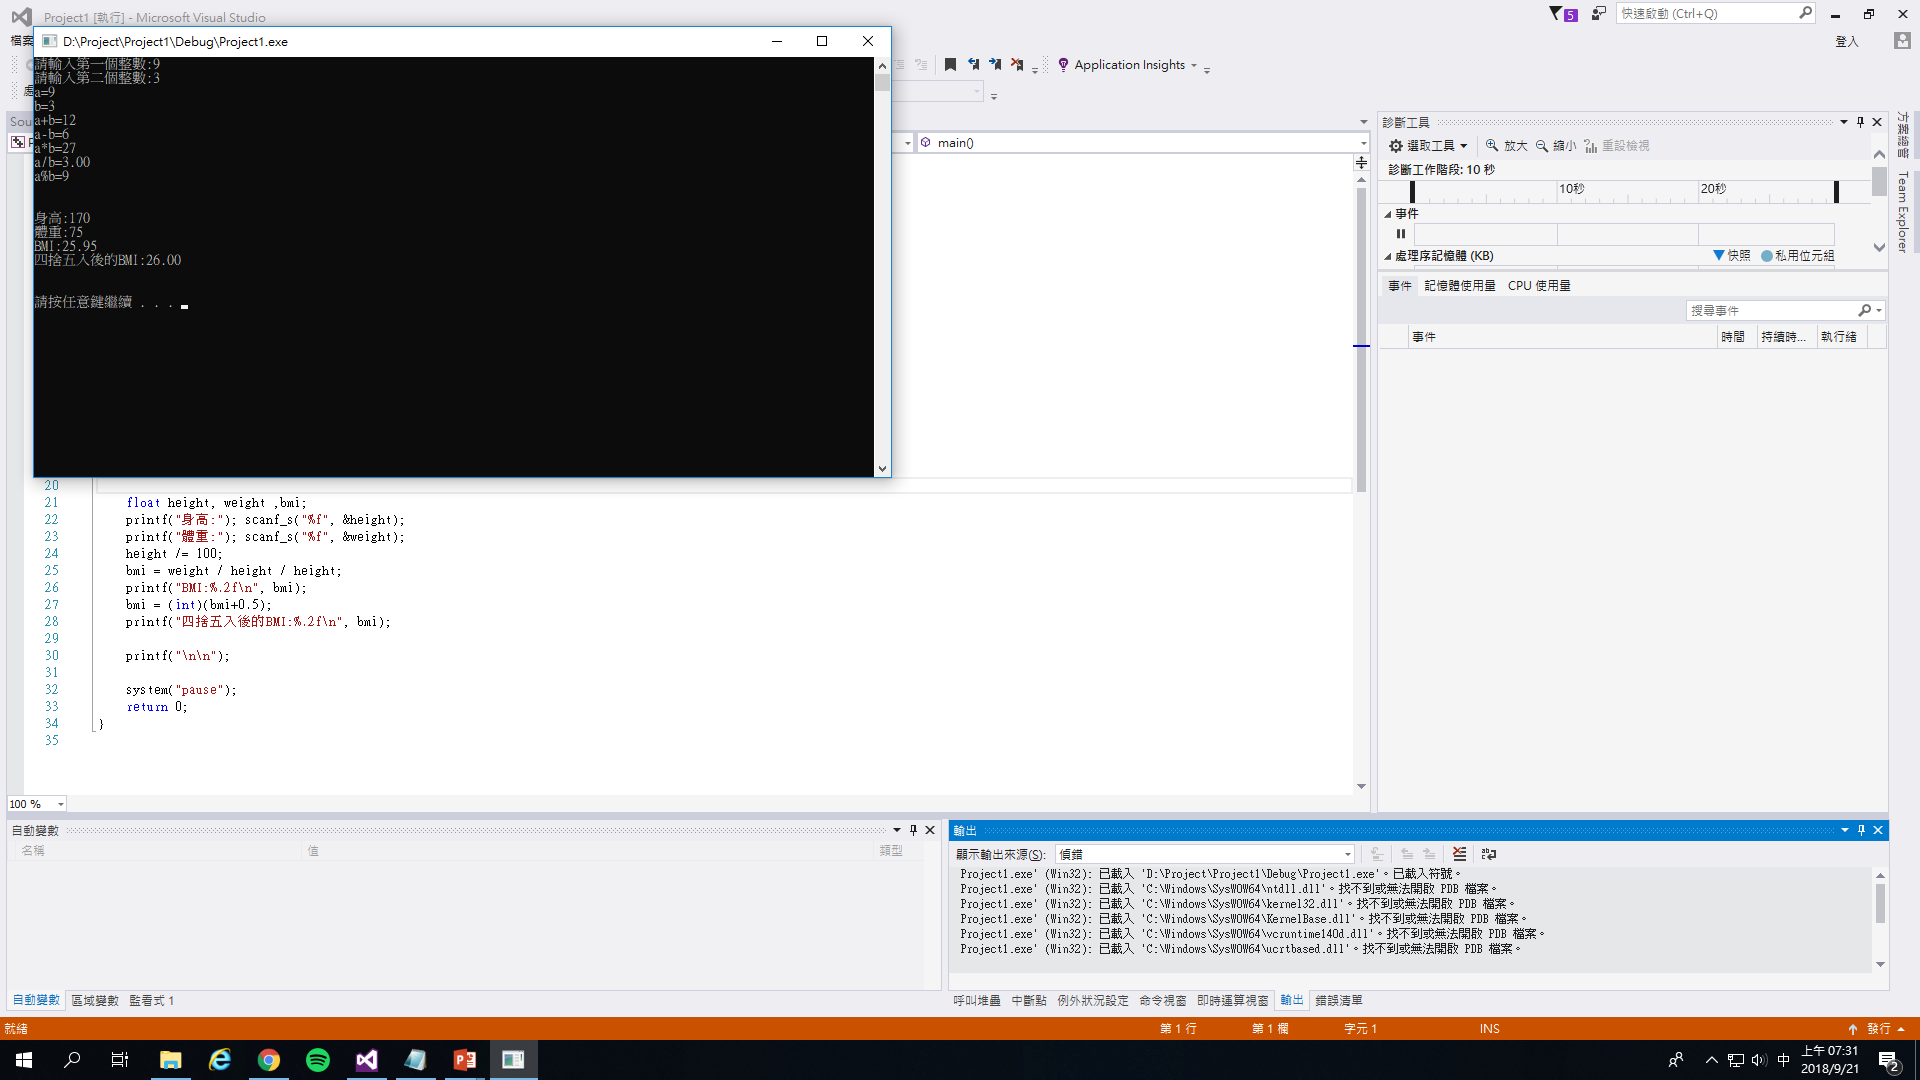 Project1 [執行] - Microsoft Visual Studio
5
快速啟動 (Ctrl+Q)
檔案
登入
D:\Project\Project1\Debug\Project1.exe
Application Insights
請輸入第一個整數:9
請輸入第二個整數:3
a=9
b=3
a+b=12
a-b=6
a*b=27
a/b=3.00
a%b=9
身高:170
體重:75
BMI:25.95
四捨五入後的BMI:26.00
請按任意鍵繼續 . . .
main()
20
21 float height, weight ,bmi;
22 printf("身高:"); scanf_s("%f", &height);
23 printf("體重:"); scanf_s("%f", &weight);
24 height /= 100;
25 bmi = weight / height / height;
26 printf("BMI:%.2f\n", bmi);
27 bmi = (int)(bmi+0.5);
28 printf("四捨五入後的BMI:%.2f\n", bmi);
29
30 printf("\n\n");
31
32 system("pause");
33 return 0;
34 }
35
100 %
診斷工具
選取工具 放大 縮小 重設檢視
診斷工作階段: 10 秒
10秒 20秒
事件
處理序記憶體 (KB) 快照 私用位元組
事件 記憶體使用量 CPU 使用量
搜尋事件
事件 時間 持續時... 執行緒
方案總管
Team Explorer
自動變數
名稱 值 類型
自動變數 區域變數 監看式 1
輸出
顯示輸出來源(S): 偵錯
Project1.exe' (Win32): 已載入 'D:\Project\Project1\Debug\Project1.exe'。已載入符號。
Project1.exe' (Win32): 已載入 'C:\Windows\SysWOW64\ntdll.dll'。找不到或無法開啟 PDB 檔案。
Project1.exe' (Win32): 已載入 'C:\Windows\SysWOW64\kernel32.dll'。找不到或無法開啟 PDB 檔案。
Project1.exe' (Win32): 已載入 'C:\Windows\SysWOW64\KernelBase.dll'。找不到或無法開啟 PDB 檔案。
Project1.exe' (Win32): 已載入 'C:\Windows\SysWOW64\vcruntime140d.dll'。找不到或無法開啟 PDB 檔案。
Project1.exe' (Win32): 已載入 'C:\Windows\SysWOW64\ucrtbased.dll'。找不到或無法開啟 PDB 檔案。
呼叫堆疊 中斷點 例外狀況設定 命令視窗 即時運算視窗 輸出 錯誤清單
就緒 第 1 行 第 1 欄 字元 1 INS 發行
中
上午 07:31
2018/9/21
2